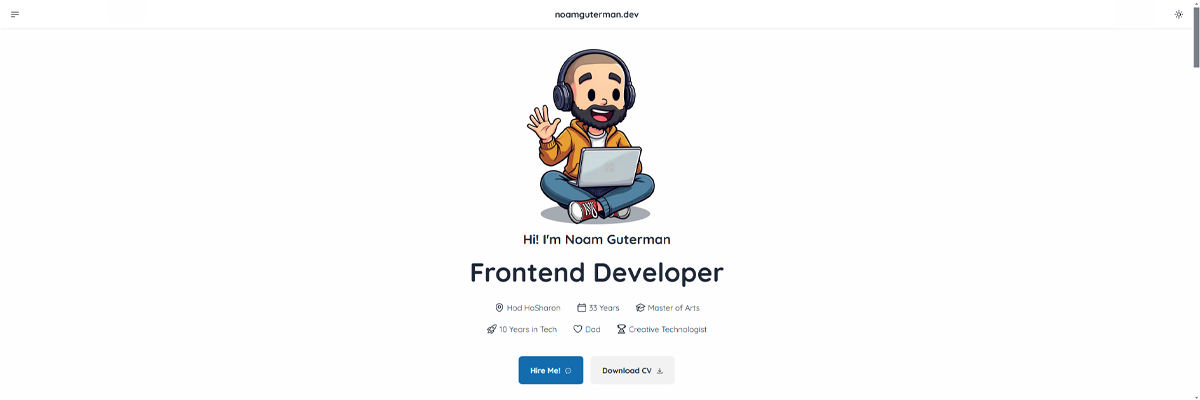 noamguterman.dev
Hi! I'm Noam Guterman
Frontend Developer
Hod HaSharon 33 Years Master of Arts
10 Years in Tech Dad Creative Technologist
Hire Me! Download CV